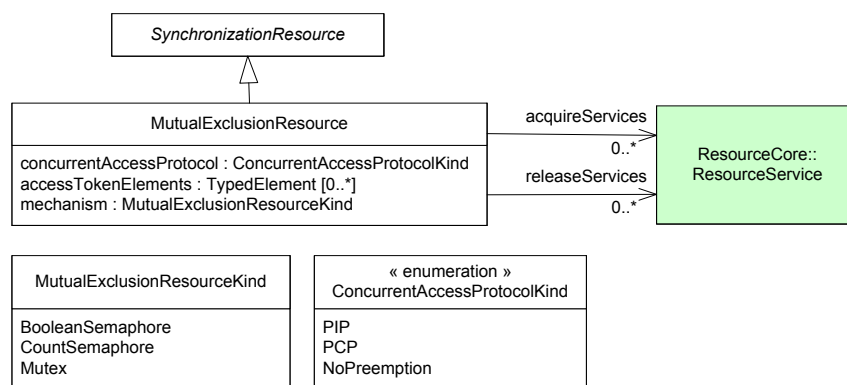 SynchronizationResource
MutualExclusionResource
concurrentAccessProtocol : ConcurrentAccessProtocolKind
accessTokenElements : TypedElement [0..*]
mechanism : MutualExclusionResourceKind
acquireServices
0..*
releaseServices
0..*
ResourceCore::
ResourceService
MutualExclusionResourceKind
BooleanSemaphore
CountSemaphore
Mutex
« enumeration »
ConcurrentAccessProtocolKind
PIP
PCP
NoPreemption